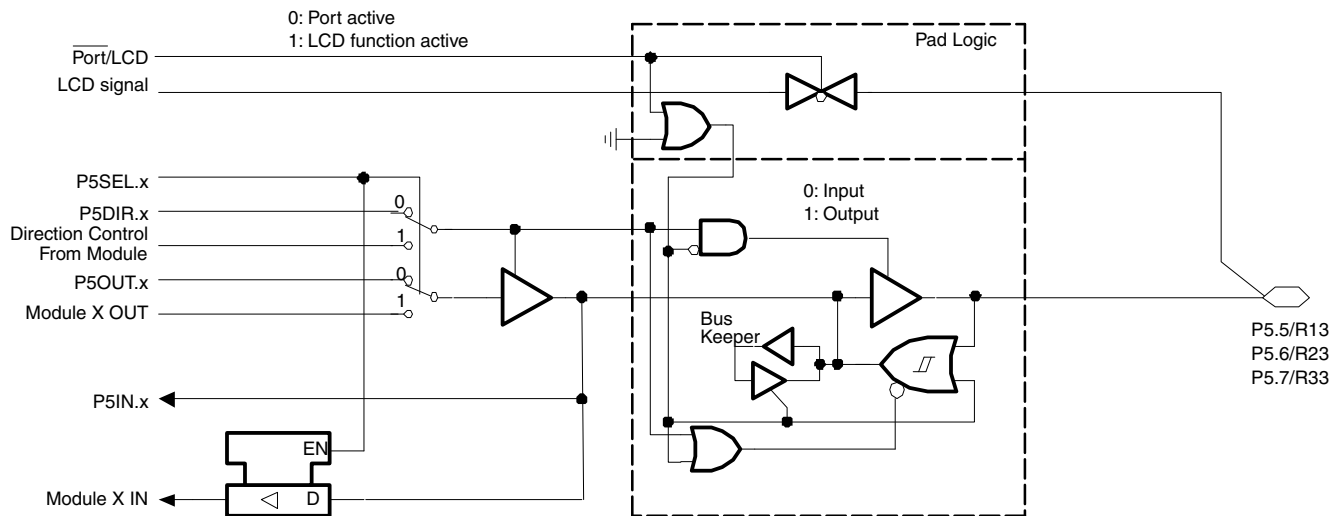 0: Port active
1: LCD function active
Pad Logic
Port/LCD
LCD signal
P5SEL.x
0
P5DIR.x
Direction Control
From Module
1
P5OUT.x
0
Module X OUT
1
0: Input
1: Output
Bus
Keeper
P5.5/R13
P5.6/R23
P5.7/R33
P5IN.x
EN
Module X IN
D